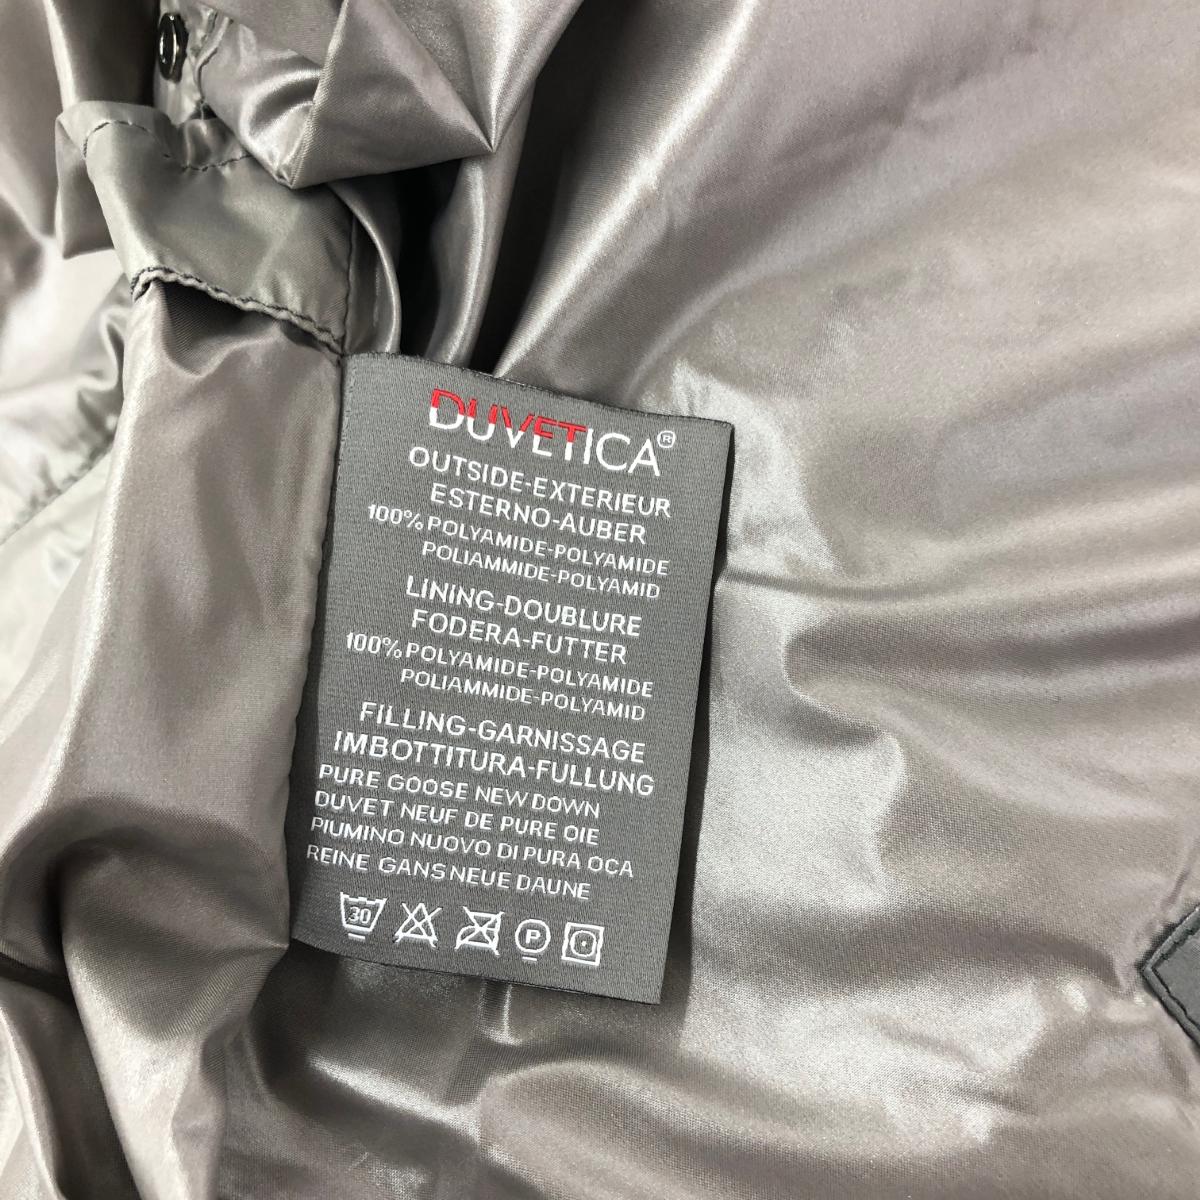 DUVETICA®
OUTSIDE-EXTERIEUR
ESTERNO-AUBER
100% POLYAMIDE-POLYAMIDE
POLIAMMIDE-POLYAMID
LINING-DOUBLURE
FODERA-FUTTER
100% POLYAMIDE-POLYAMIDE
POLIAMMIDE-POLYAMID
FILLING-GARNISSAGE
IMBOTTITURA-FULLUNG
PURE GOOSE NEW DOWN
DUVET NEUF DE PURE OIE
PIUMINO NUOVO DI PURA OCA
REINE GANS NEUE DAUNE
30 P